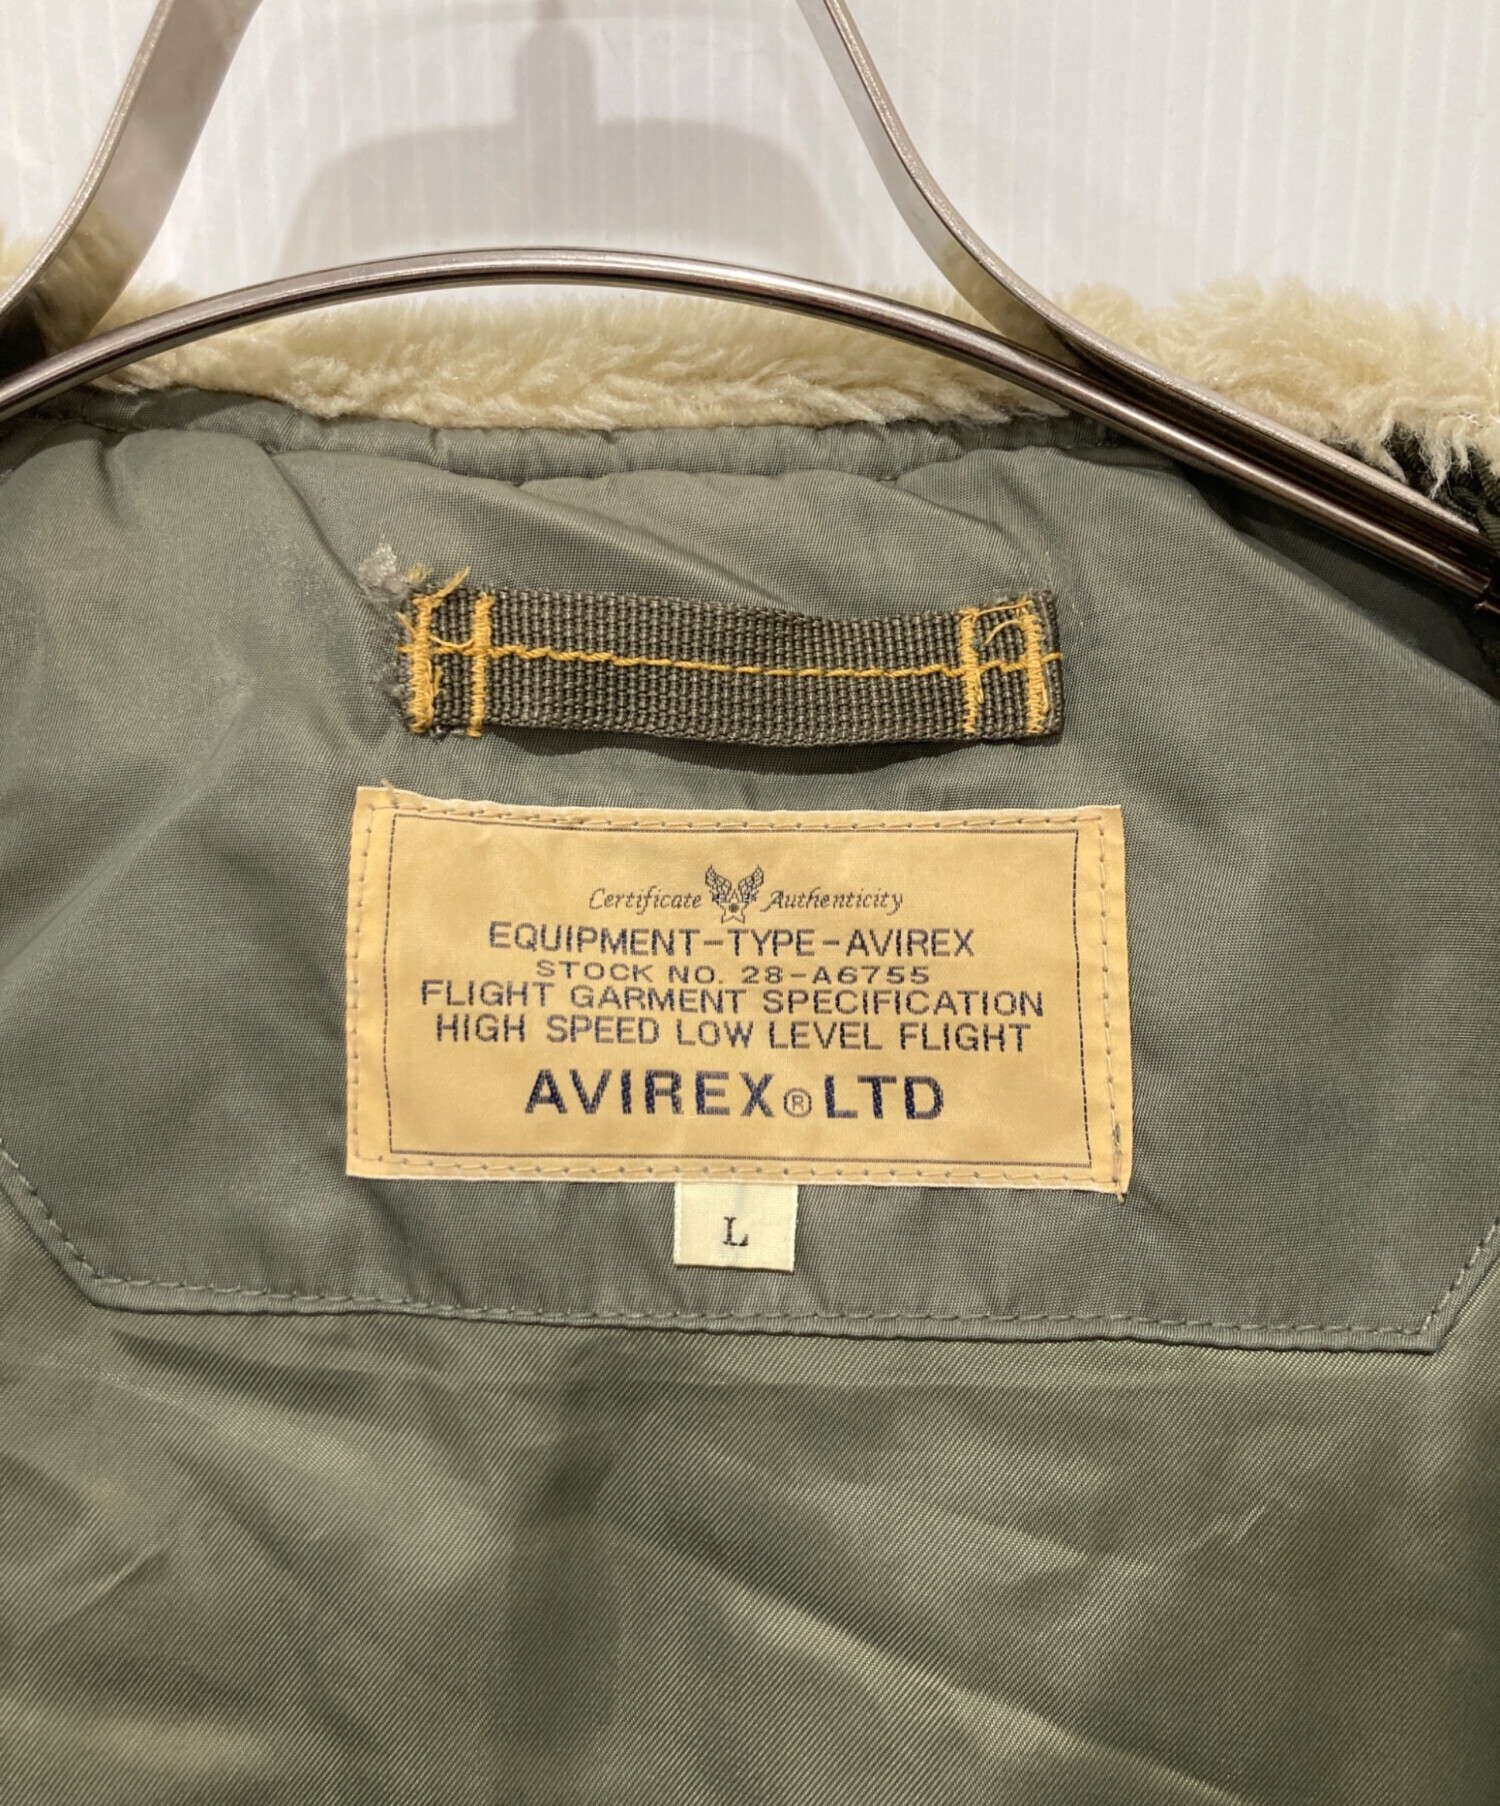 Certificate Authenticity
EQUIPMENT-TYPE-AVIREX
STOCK NO. 28-A6755
FLIGHT GARMENT SPECIFICATION
HIGH SPEED LOW LEVEL FLIGHT
AVIREX®LTD
L